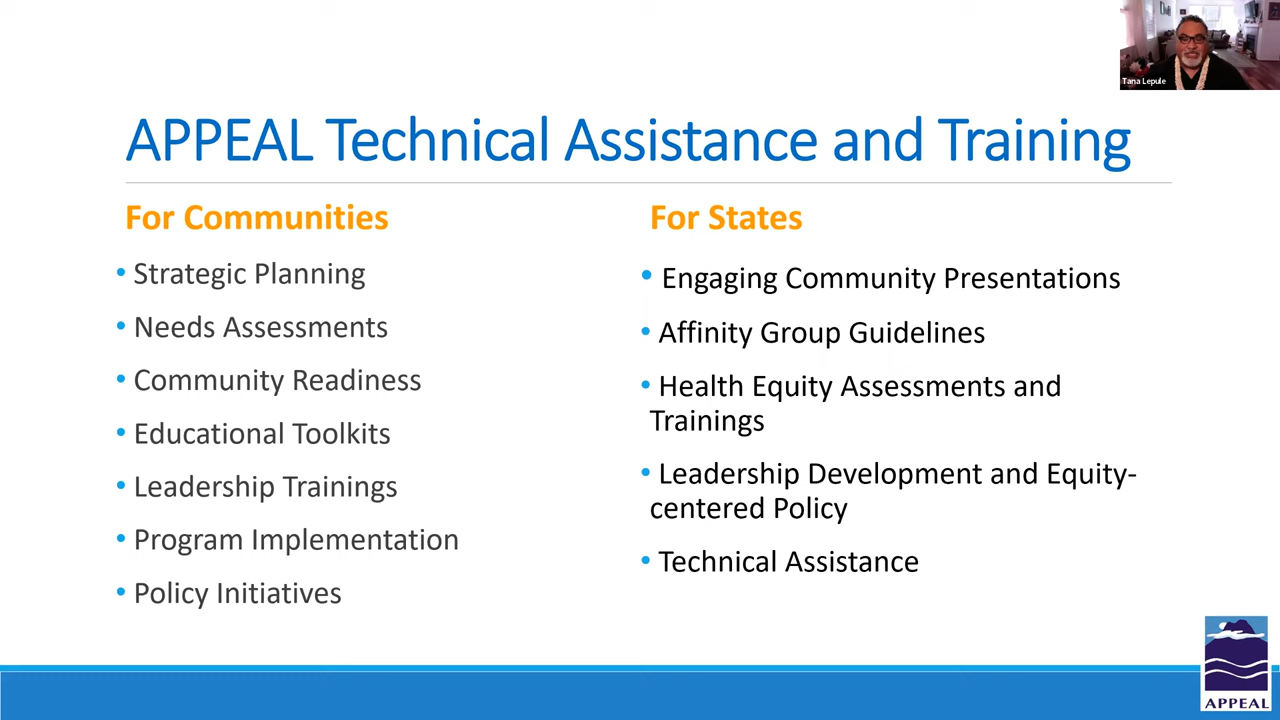 Tana Lepule
APPEAL Technical Assistance and Training
For Communities
• Strategic Planning
• Needs Assessments
• Community Readiness
• Educational Toolkits
• Leadership Trainings
• Program Implementation
• Policy Initiatives
For States
• Engaging Community Presentations
• Affinity Group Guidelines
• Health Equity Assessments and
Trainings
• Leadership Development and Equity-
centered Policy
• Technical Assistance
APPEAL